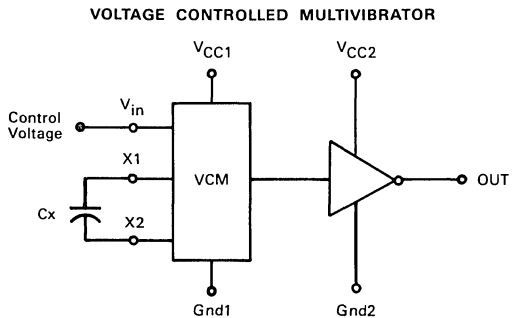 VOLTAGE CONTROLLED MULTIVIBRATOR
VCC1
VCC2
Control
Voltage
Vin
X1
Cx
X2
VCM
OUT
Gnd1
Gnd2